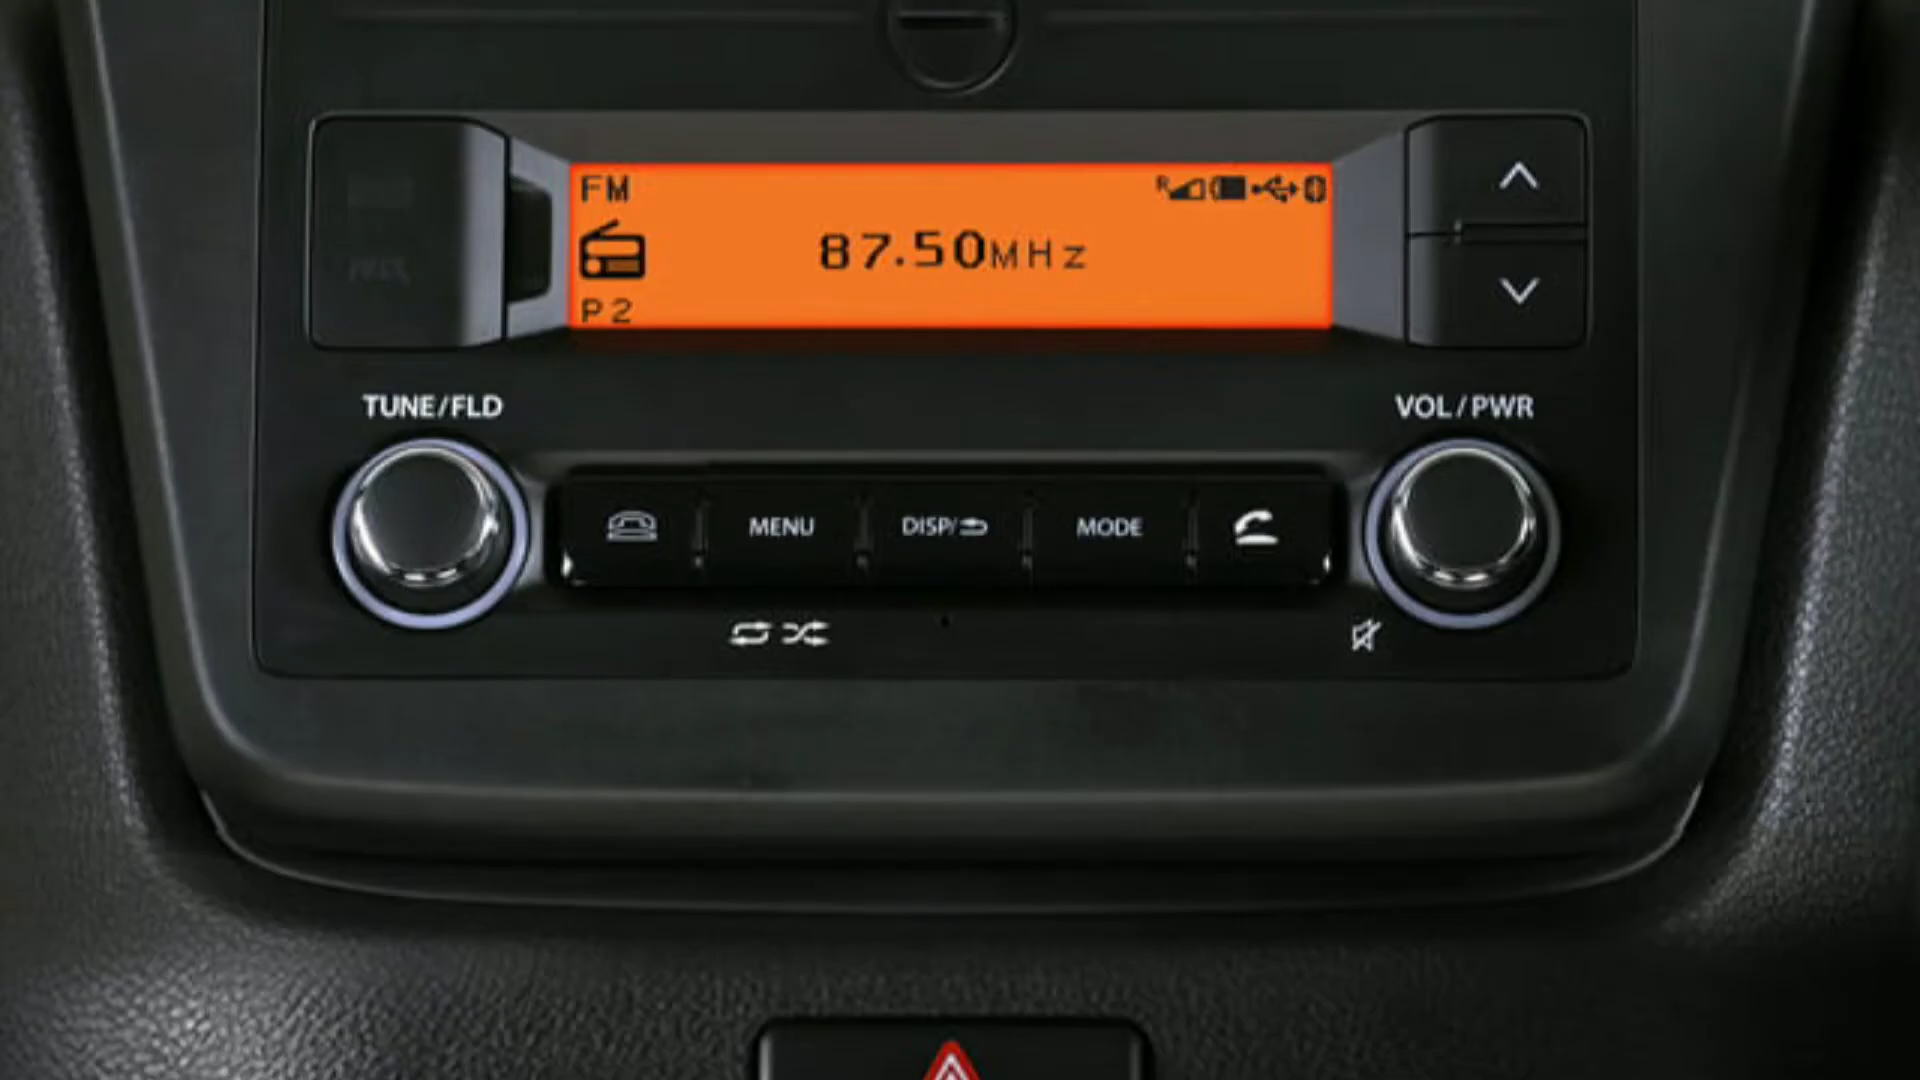 FM
R
87.50MHz
P2
TUNE/FLD
VOL/PWR
MENU
DISP/
MODE